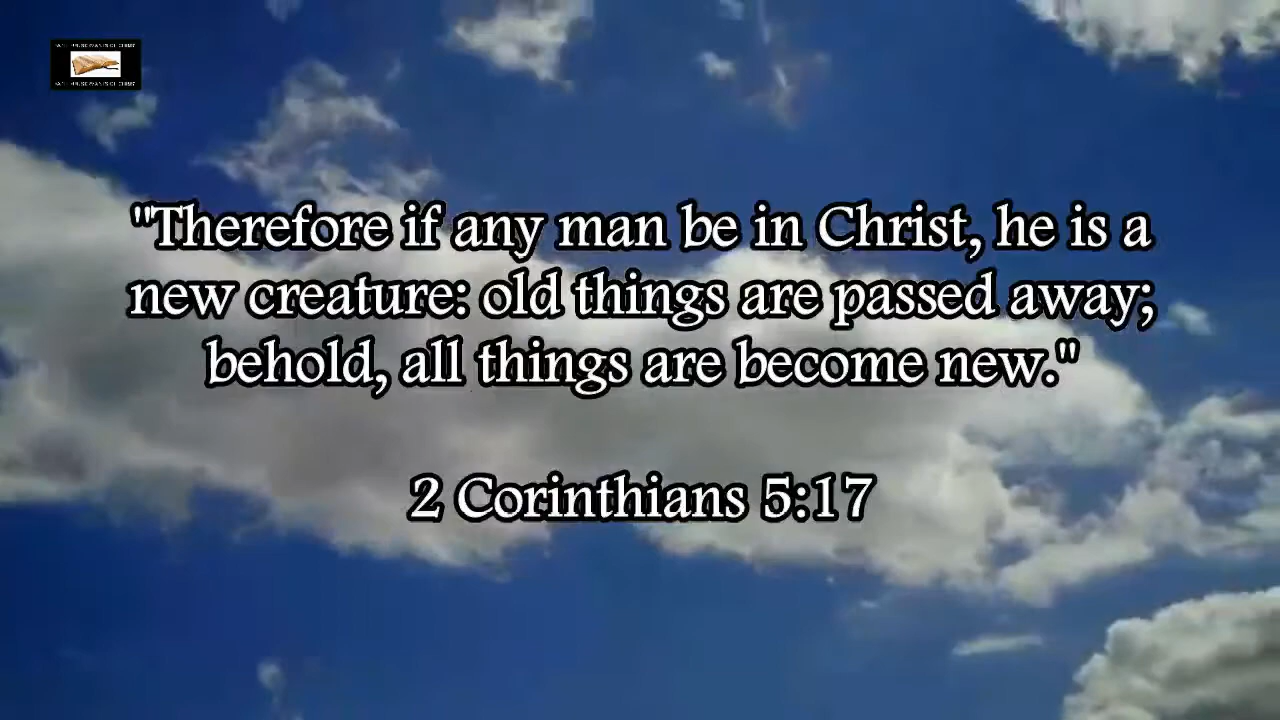 "Therefore if any man be in Christ, he is a
new creature: old things are passed away;
behold, all things are become new."
2 Corinthians 5:17